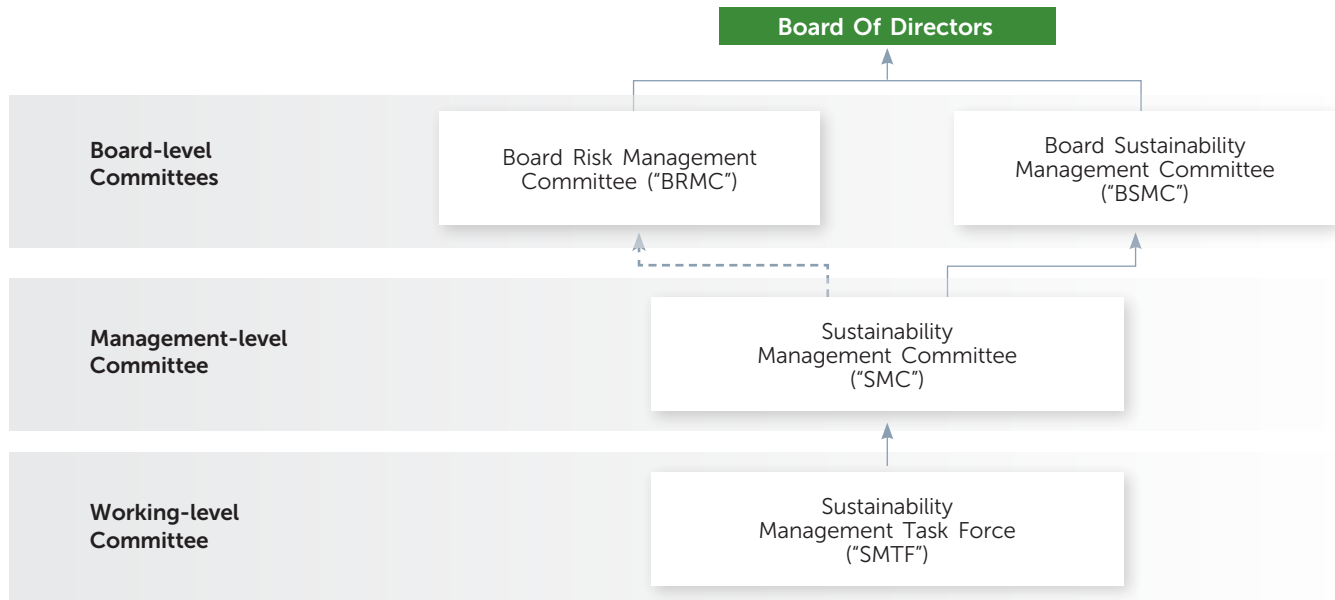 Board Of Directors
Board-level
Committees
Board Risk Management
Committee (“BRMC”)
Board Sustainability
Management Committee
(“BSMC”)
Management-level
Committee
Sustainability
Management Committee
(“SMC”)
Working-level
Committee
Sustainability
Management Task Force
(“SMTF”)